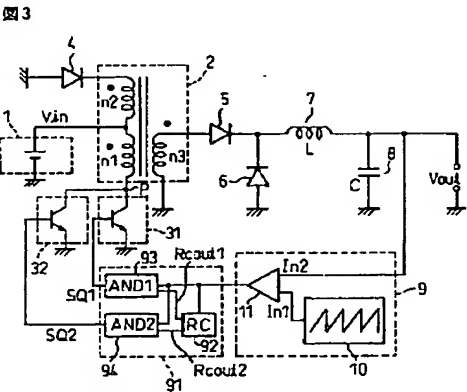 図3
4
2
n2
5
7
1
Vin
n1
n3
L
8
6
C
Vout
P
31
32
93
Rcout1
In2
SQ1
AND1
11
In1
9
AND2
RC
92
SQ2
94
Rcout2
10
91